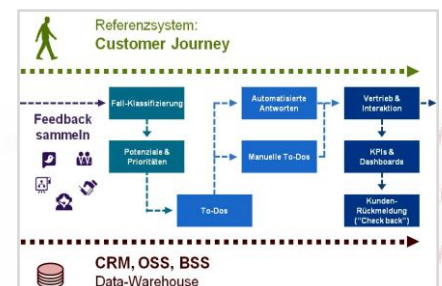 Referenzsystem:
Customer Journey
Feedback
sammeln
Fall-Klassifizierung
Potenziale &
Prioritäten
To-Dos
Automatisierte
Antworten
Manuelle To-Dos
Vertrieb &
Interaktion
KPIs &
Dashboards
Kunden-
Rückmeldung
("Check back")
CRM, OSS, BSS
Data-Warehouse